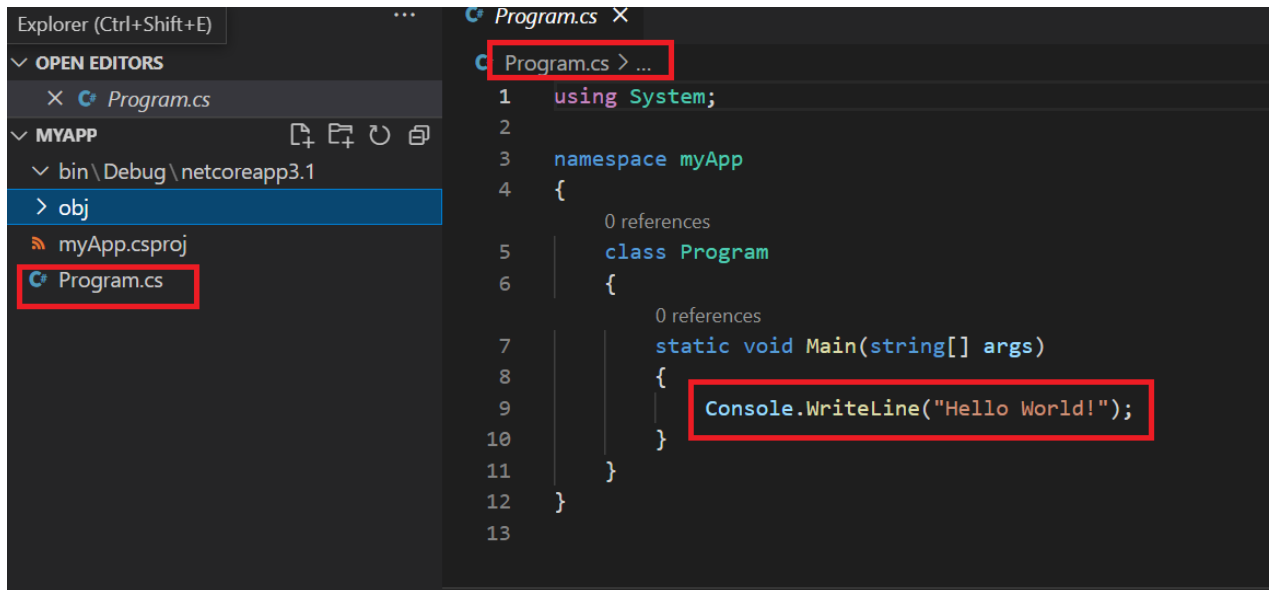 Explorer (Ctrl+Shift+E)
...
OPEN EDITORS
Program.cs
MYAPP
bin\Debug\netcoreapp3.1
obj
myApp.csproj
Program.cs
Program.cs
Program.cs > ...
1 using System;
2
3 namespace myApp
4 {
0 references
5 class Program
6 {
0 references
7 static void Main(string[] args)
8 {
9 Console.WriteLine("Hello World!");
10 }
11 }
12 }
13